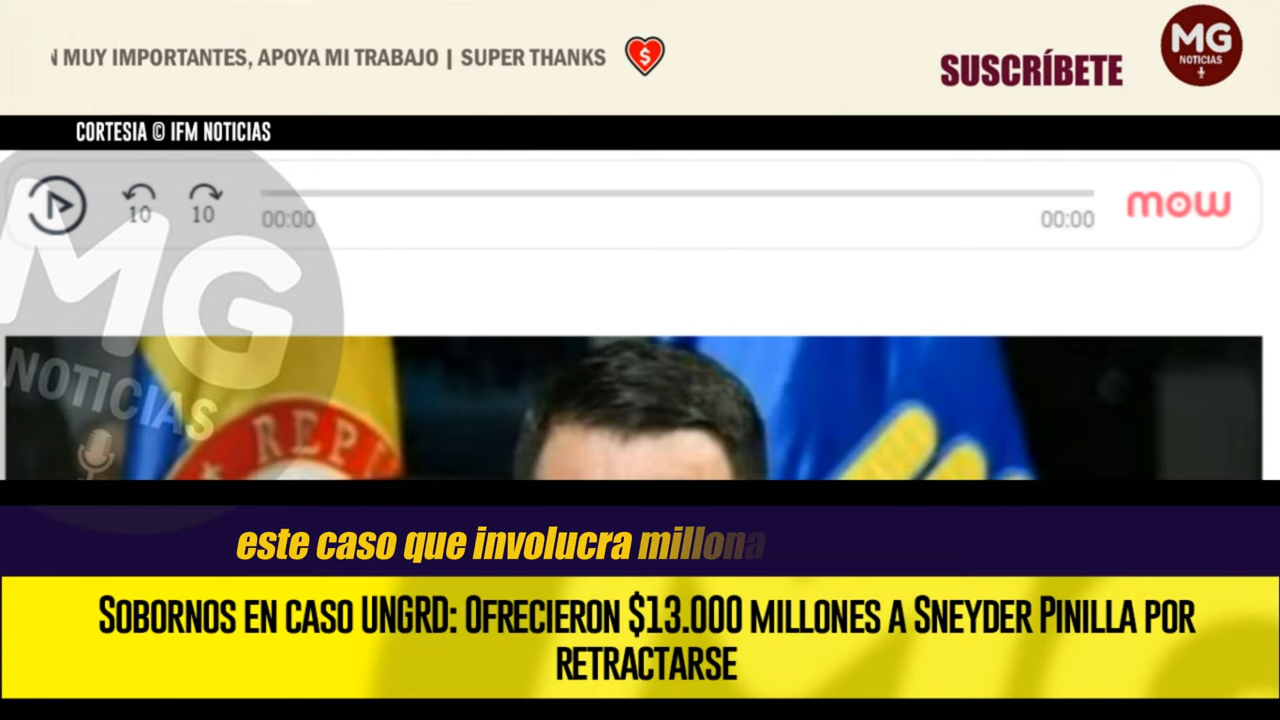 MUY IMPORTANTES, APOYA MI TRABAJO | SUPER THANKS
$
SUSCRÍBETE
MG
NOTICIAS
CORTESIA © IFM NOTICIAS
10
10
00:00
00:00
mow
MG
NOTICIAS
REPU
este caso que involucra millona
SOBORNOS EN CASO UNGRD: OFRECIERON $13.000 MILLONES A SNEYDER PINILLA POR
RETRACTARSE